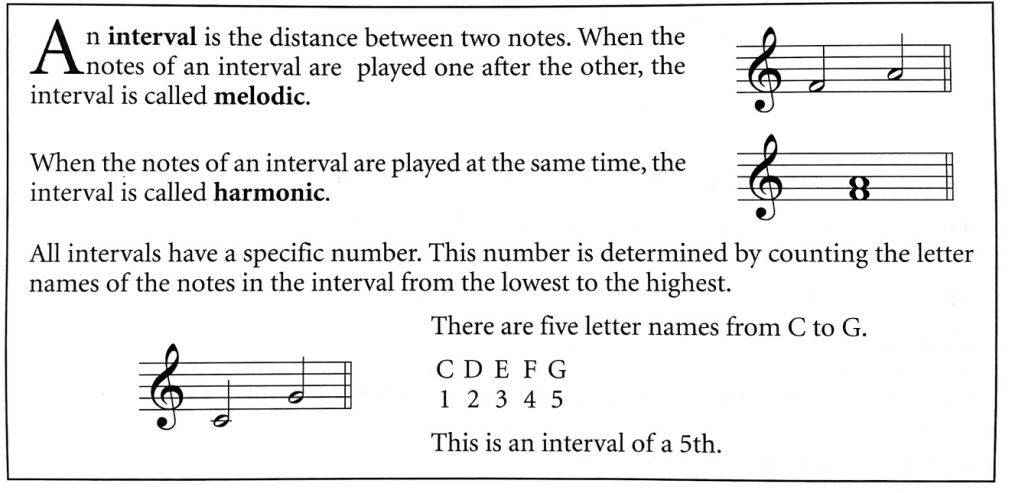 An interval is the distance between two notes. When the
notes of an interval are played one after the other, the
interval is called melodic.
When the notes of an interval are played at the same time, the
interval is called harmonic.
All intervals have a specific number. This number is determined by counting the letter
names of the notes in the interval from the lowest to the highest.
There are five letter names from C to G.
C D E F G
1 2 3 4 5
This is an interval of a 5th.